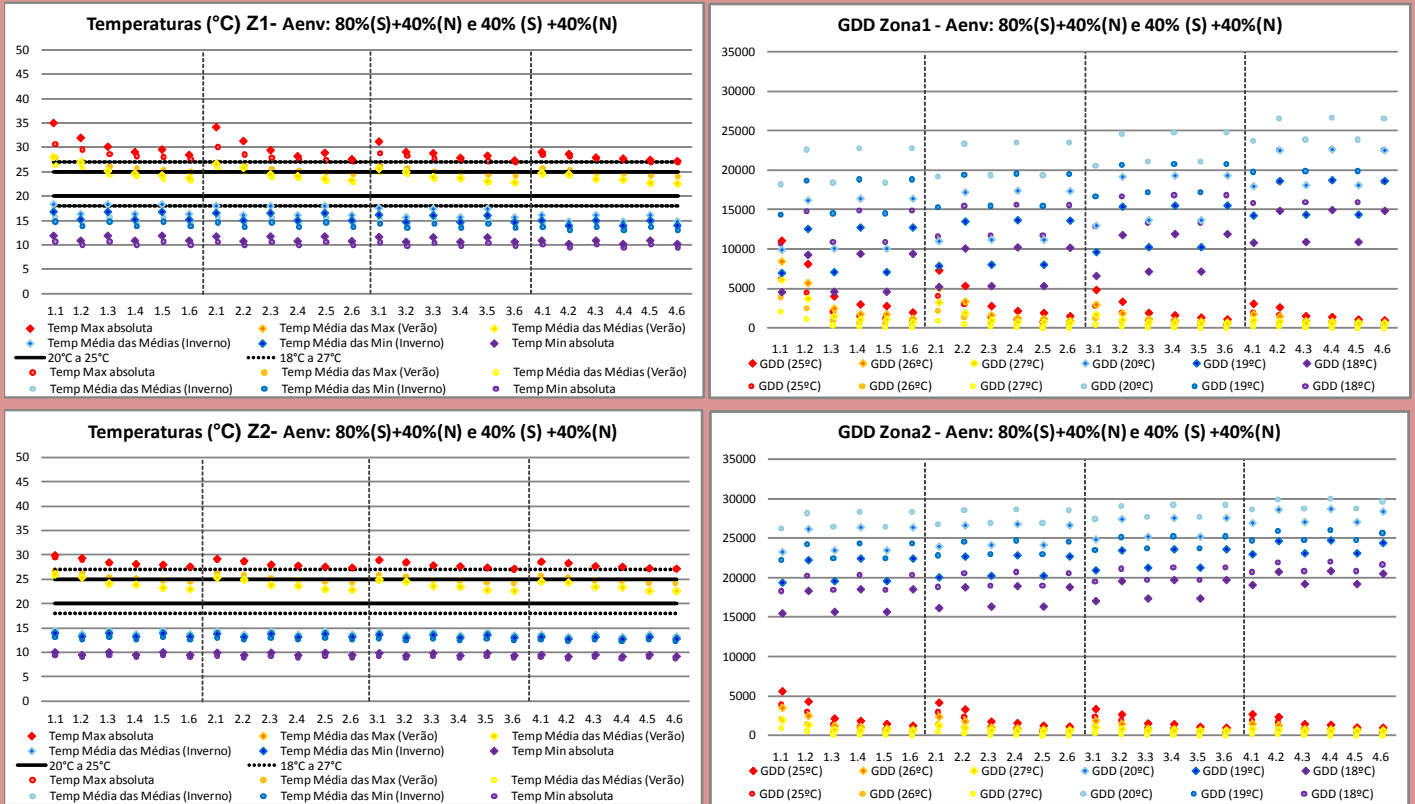 Temperaturas (°C) Z1- Aenv: 80%(S)+40%(N) e 40% (S) +40%(N)
50
45
40
35
30
25
20
15
10
5
0
1.1 1.2 1.3 1.4 1.5 1.6 2.1 2.2 2.3 2.4 2.5 2.6 3.1 3.2 3.3 3.4 3.5 3.6 4.1 4.2 4.3 4.4 4.5 4.6
Temp Max absoluta Temp Média das Max (Verão) Temp Média das Médias (Verão)
Temp Média das Médias (Inverno) Temp Média das Min (Inverno) Temp Min absoluta
20°C a 25°C 18°C a 27°C
Temp Max absoluta Temp Média das Max (Verão) Temp Média das Médias (Verão)
Temp Média das Médias (Inverno) Temp Média das Min (Inverno) Temp Min absoluta
GDD Zona1 - Aenv: 80%(S)+40%(N) e 40% (S) +40%(N)
35000
30000
25000
20000
15000
10000
5000
0
1.1 1.2 1.3 1.4 1.5 1.6 2.1 2.2 2.3 2.4 2.5 2.6 3.1 3.2 3.3 3.4 3.5 3.6 4.1 4.2 4.3 4.4 4.5 4.6
GDD (25ºC) GDD (26ºC) GDD (27ºC) GDD (20ºC) GDD (19ºC) GDD (18ºC)
GDD (25ºC) GDD (26ºC) GDD (27ºC) GDD (20ºC) GDD (19ºC) GDD (18ºC)
Temperaturas (°C) Z2- Aenv: 80%(S)+40%(N) e 40% (S) +40%(N)
50
45
40
35
30
25
20
15
10
5
0
1.1 1.2 1.3 1.4 1.5 1.6 2.1 2.2 2.3 2.4 2.5 2.6 3.1 3.2 3.3 3.4 3.5 3.6 4.1 4.2 4.3 4.4 4.5 4.6
Temp Max absoluta Temp Média das Max (Verão) Temp Média das Médias (Verão)
Temp Média das Médias (Inverno) Temp Média das Min (Inverno) Temp Min absoluta
20°C a 25°C 18°C a 27°C
Temp Max absoluta Temp Média das Max (Verão) Temp Média das Médias (Verão)
Temp Média das Médias (Inverno) Temp Média das Min (Inverno) Temp Min absoluta
GDD Zona2 - Aenv: 80%(S)+40%(N) e 40% (S) +40%(N)
35000
30000
25000
20000
15000
10000
5000
0
1.1 1.2 1.3 1.4 1.5 1.6 2.1 2.2 2.3 2.4 2.5 2.6 3.1 3.2 3.3 3.4 3.5 3.6 4.1 4.2 4.3 4.4 4.5 4.6
GDD (25ºC) GDD (26ºC) GDD (27ºC) GDD (20ºC) GDD (19ºC) GDD (18ºC)
GDD (25ºC) GDD (26ºC) GDD (27ºC) GDD (20ºC) GDD (19ºC) GDD (18ºC)